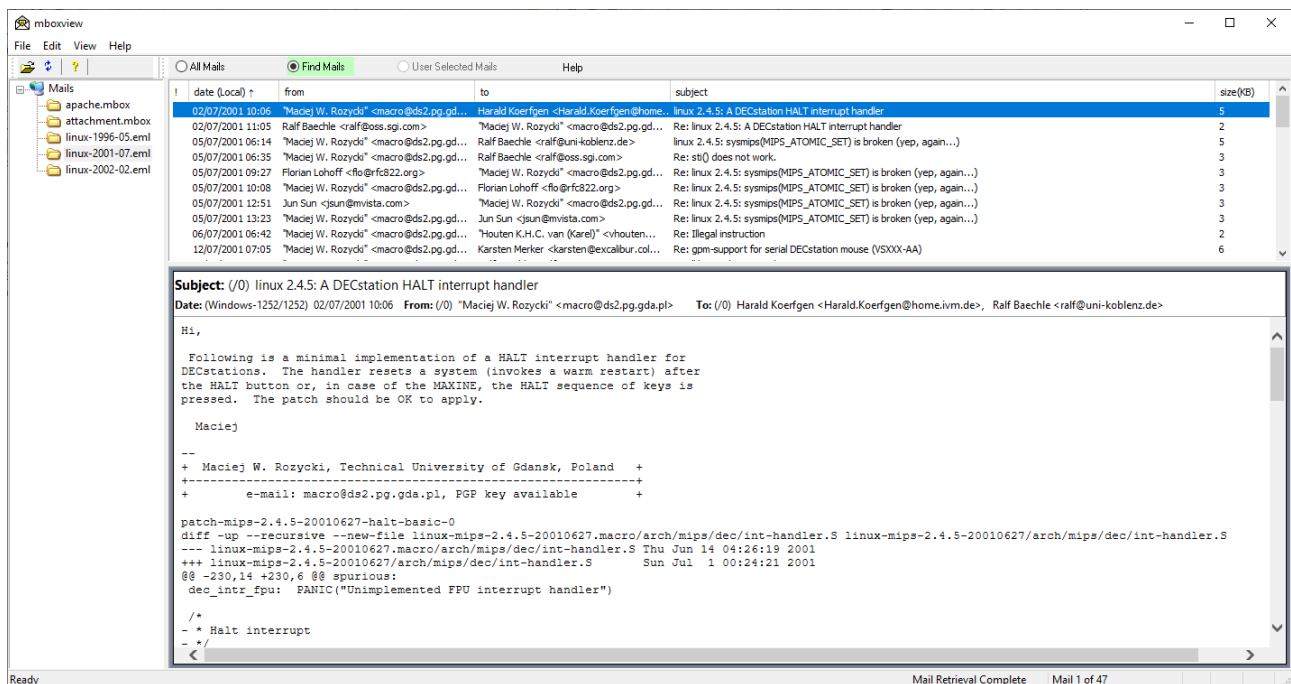 mboxview
File Edit View Help
All Mails Find Mails User Selected Mails Help
Mails
apache.mbox
attachment.mbox
linux-1996-05.eml
linux-2001-07.eml
linux-2002-02.eml
! date (Local) ↑ from to subject size(KB)
02/07/2001 10:06 "Maciej W. Rozycki" <macro@ds2.pg.gd... Harald Koerfgen <Harald.Koerfgen@home... linux 2.4.5: A DECstation HALT interrupt handler 5
02/07/2001 11:05 Ralf Baechle <ralf@oss.sgi.com> "Maciej W. Rozycki" <macro@ds2.pg.gd... Re: linux 2.4.5: A DECstation HALT interrupt handler 2
05/07/2001 06:14 "Maciej W. Rozycki" <macro@ds2.pg.gd... Ralf Baechle <ralf@uni-koblenz.de> linux 2.4.5: sysmips(MIPS_ATOMIC_SET) is broken (yep, again...) 5
05/07/2001 06:35 "Maciej W. Rozycki" <macro@ds2.pg.gd... Ralf Baechle <ralf@oss.sgi.com> Re: sti() does not work. 3
05/07/2001 09:27 Florian Lohoff <flo@rfc822.org> "Maciej W. Rozycki" <macro@ds2.pg.gd... Re: linux 2.4.5: sysmips(MIPS_ATOMIC_SET) is broken (yep, again...) 3
05/07/2001 10:08 "Maciej W. Rozycki" <macro@ds2.pg.gd... Florian Lohoff <flo@rfc822.org> Re: linux 2.4.5: sysmips(MIPS_ATOMIC_SET) is broken (yep, again...) 3
05/07/2001 12:51 Jun Sun <jsun@mvista.com> "Maciej W. Rozycki" <macro@ds2.pg.gd... Re: linux 2.4.5: sysmips(MIPS_ATOMIC_SET) is broken (yep, again...) 3
05/07/2001 13:23 "Maciej W. Rozycki" <macro@ds2.pg.gd... Jun Sun <jsun@mvista.com> Re: linux 2.4.5: sysmips(MIPS_ATOMIC_SET) is broken (yep, again...) 3
06/07/2001 06:42 "Maciej W. Rozycki" <macro@ds2.pg.gd... "Houten K.H.C. van (Karel)" <vhouten... Re: Illegal instruction 2
12/07/2001 07:05 "Maciej W. Rozycki" <macro@ds2.pg.gd... Karsten Merker <karsten@excalibur.col... Re: gpm-support for serial DECstation mouse (VSXXX-AA) 6
Subject: (/0) linux 2.4.5: A DECstation HALT interrupt handler
Date: (Windows-1252/1252) 02/07/2001 10:06 From: (/0) "Maciej W. Rozycki" <macro@ds2.pg.gda.pl> To: (/0) Harald Koerfgen <Harald.Koerfgen@home.ivm.de>, Ralf Baechle <ralf@uni-koblenz.de>
Hi,
Following is a minimal implementation of a HALT interrupt handler for
DECstations. The handler resets a system (invokes a warm restart) after
the HALT button or, in case of the MAXINE, the HALT sequence of keys is
pressed. The patch should be OK to apply.
Maciej
--
+ Maciej W. Rozycki, Technical University of Gdansk, Poland +
+--------------------------------------------------------------+
+ e-mail: macro@ds2.pg.gda.pl, PGP key available +
patch-mips-2.4.5-20010627-halt-basic-0
diff -up --recursive --new-file linux-mips-2.4.5-20010627.macro/arch/mips/dec/int-handler.S linux-mips-2.4.5-20010627/arch/mips/dec/int-handler.S
--- linux-mips-2.4.5-20010627.macro/arch/mips/dec/int-handler.S Thu Jun 14 04:26:19 2001
+++ linux-mips-2.4.5-20010627/arch/mips/dec/int-handler.S Sun Jul 1 00:24:21 2001
@@ -230,14 +230,6 @@ spurious:
dec_intr_fpu: PANIC("Unimplemented FPU interrupt handler")
/*
- * Halt interrupt
- */
Ready Mail Retrieval Complete Mail 1 of 47